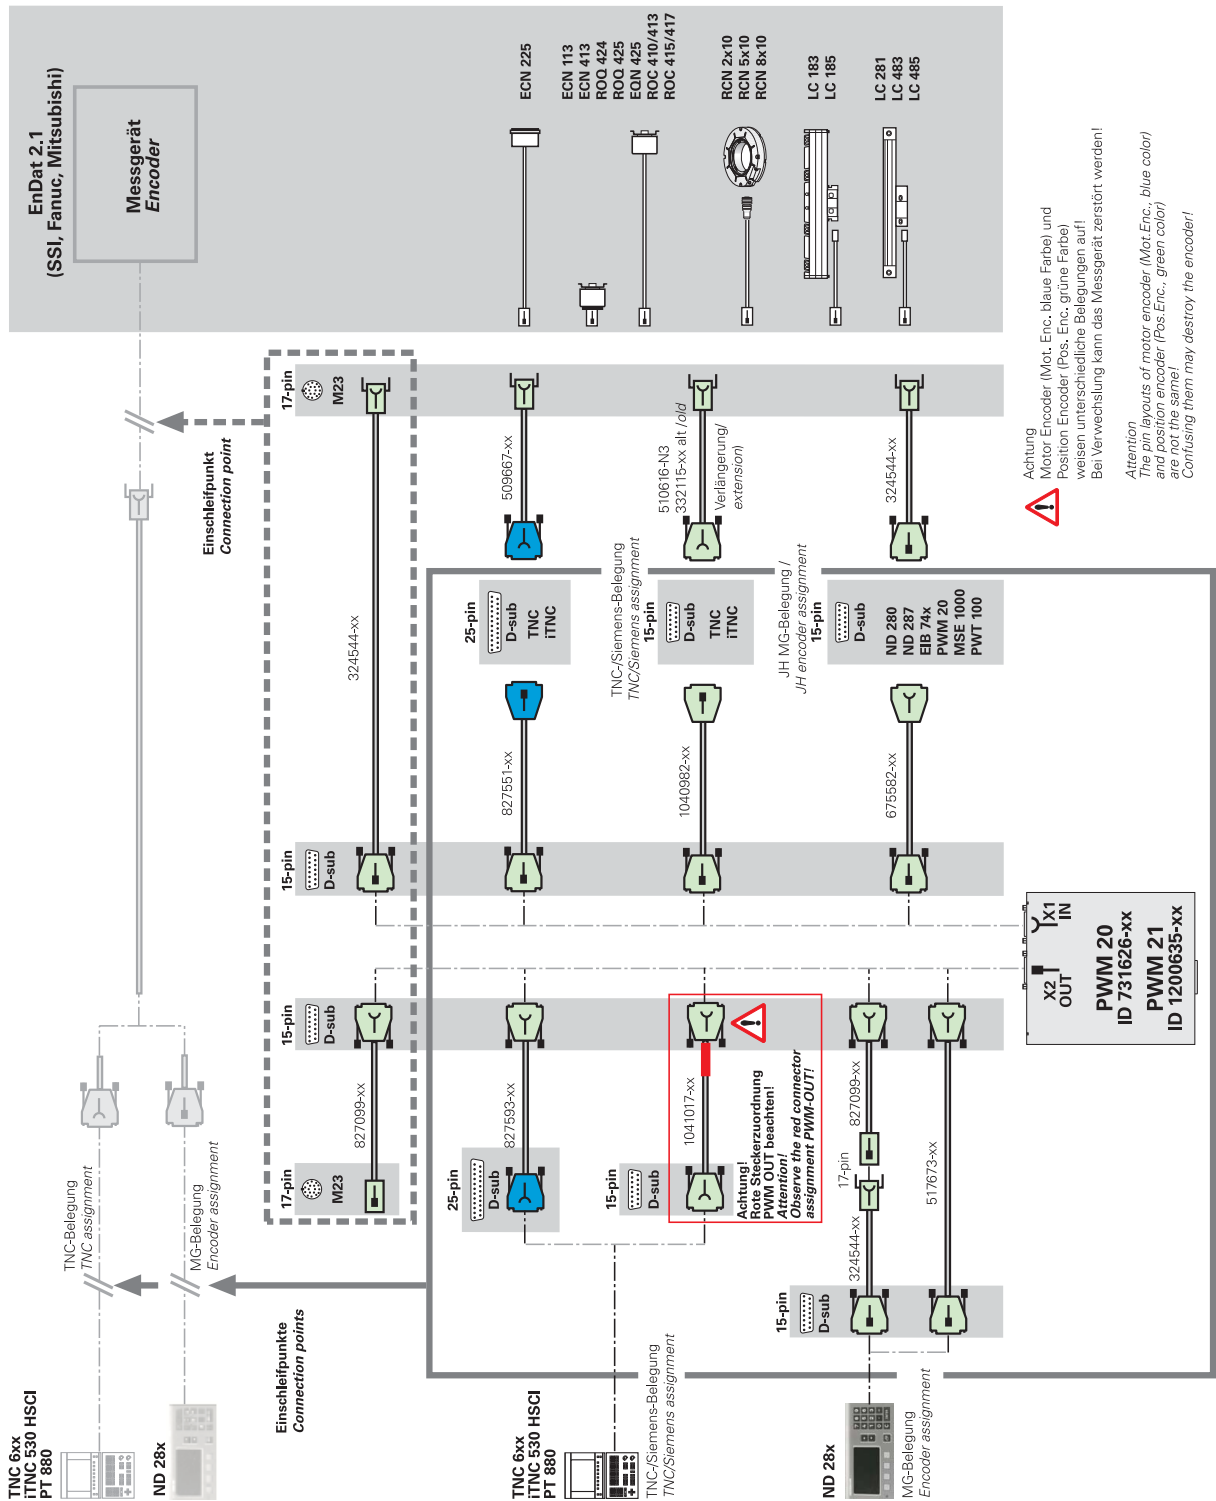 EnDat 2.1
(SSI, Fanuc, Mitsubishi)
Messgerät
Encoder
ECN 225
ECN 113
ECN 413
ROQ 424
ROQ 425
EQN 425
ROC 410/413
ROC 415/417
RCN 2x10
RCN 5x10
RCN 8x10
LC 183
LC 185
LC 281
LC 483
LC 485
17-pin
M23
Einschleifpunkt
Connection point
324544-xx
509667-xx
510616-N3
332115-xx alt /old
Verlängerung/
extension)
324544-xx
Achtung
Motor Encoder (Mot. Enc. blaue Farbe) und
Position Encoder (Pos. Enc. grüne Farbe)
weisen unterschiedliche Belegungen auf!
Bei Verwechslung kann das Messgerät zerstört werden!
Attention
The pin layouts of motor encoder (Mot.Enc., blue color)
and position encoder (Pos.Enc., green color)
are not the same!
Confusing them may destroy the encoder!
25-pin
D-sub
TNC
iTNC
TNC-/Siemens-Belegung
TNC/Siemens assignment
15-pin
D-sub
TNC
iTNC
JH MG-Belegung /
JH encoder assignment
15-pin
D-sub
ND 280
ND 287
EIB 74x
PWM 20
MSE 1000
PWT 100
827551-xx
1040982-xx
675582-xx
15-pin
D-sub
X1
IN
X2
OUT
PWM 20
ID 731626-xx
PWM 21
ID 1200635-xx
15-pin
D-sub
827099-xx
827593-xx
1041017-xx
827099-xx
517673-xx
17-pin
M23
25-pin
D-sub
15-pin
D-sub
Achtung!
Rote Steckerzuordnung
PWM OUT beachten!
Attention!
Observe the red connector
assignment PWM-OUT!
17-pin
324544-xx
15-pin
D-sub
TNC-Belegung
TNC assignment
MG-Belegung
Encoder assignment
Einschleifpunkte
Connection points
TNC 6xx
iTNC 530 HSCI
PT 880
ND 28x
TNC 6xx
iTNC 530 HSCI
PT 880
TNC-/Siemens-Belegung
TNC/Siemens assignment
ND 28x
MG-Belegung
Encoder assignment